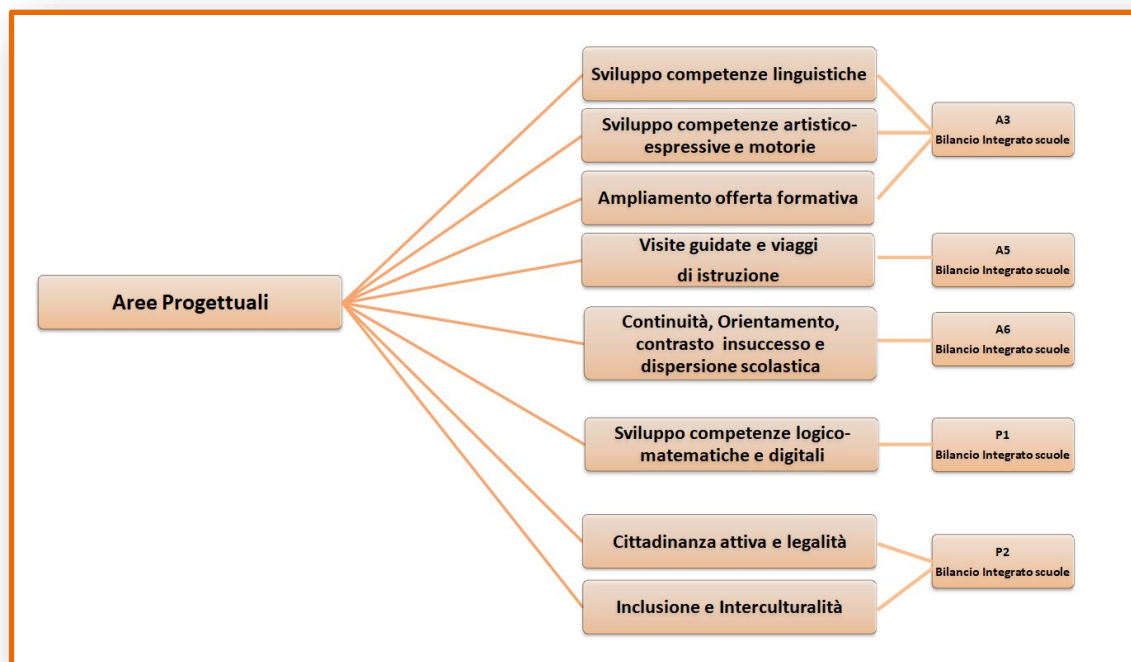 Aree Progettuali
Sviluppo competenze linguistiche
Sviluppo competenze artistico-
espressive e motorie
Ampliamento offerta formativa
A3
Bilancio Integrato scuole
Visite guidate e viaggi
di istruzione
A5
Bilancio Integrato scuole
Continuità, Orientamento,
contrasto insuccesso e
dispersione scolastica
A6
Bilancio Integrato scuole
Sviluppo competenze logico-
matematiche e digitali
P1
Bilancio Integrato scuole
Cittadinanza attiva e legalità
Inclusione e Interculturalità
P2
Bilancio Integrato scuole